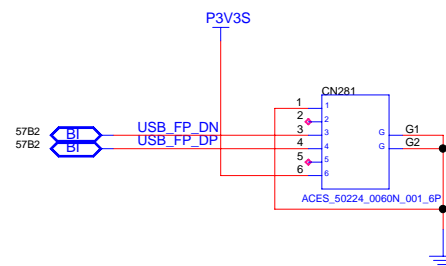 P3V3S
CN281
1 1
2 2
57B2 BI USB_FP_DN 3 3 G G1
57B2 BI USB_FP_DP 4 4 G G2
5 5
6 6
ACES_50224_0060N_001_6P